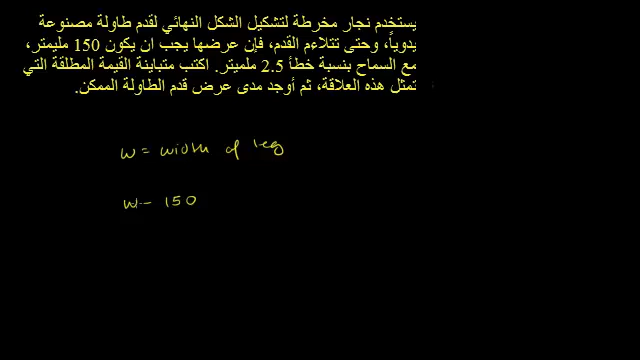 يستخدم نجار مخرطة لتشكيل الشكل النهائي لقدم طاولة مصنوعة
يدوياً، وحتى تتلاءم القدم، فإن عرضها يجب ان يكون 150 مليمتر،
مع السماح بنسبة خطأ 2.5 ملميتر. اكتب متباينة القيمة المطلقة التي
تمثل هذه العلاقة، ثم أوجد مدى عرض قدم الطاولة الممكن.
w = width of leg
w - 150